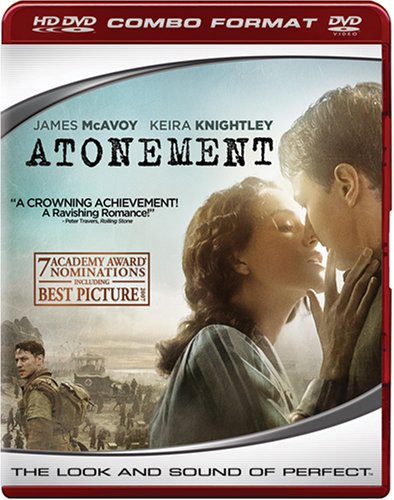 HD DVD COMBO FORMAT DVD
VIDEO
JAMES McAVOY KEIRA KNIGHTLEY
ATONEMENT
"A CROWNING ACHIEVEMENT!
A Ravishing Romance!"
- Peter Travers, Rolling Stone
7 ACADEMY AWARD
NOMINATIONS
INCLUDING
BEST PICTURE
THE LOOK AND SOUND OF PERFECT.